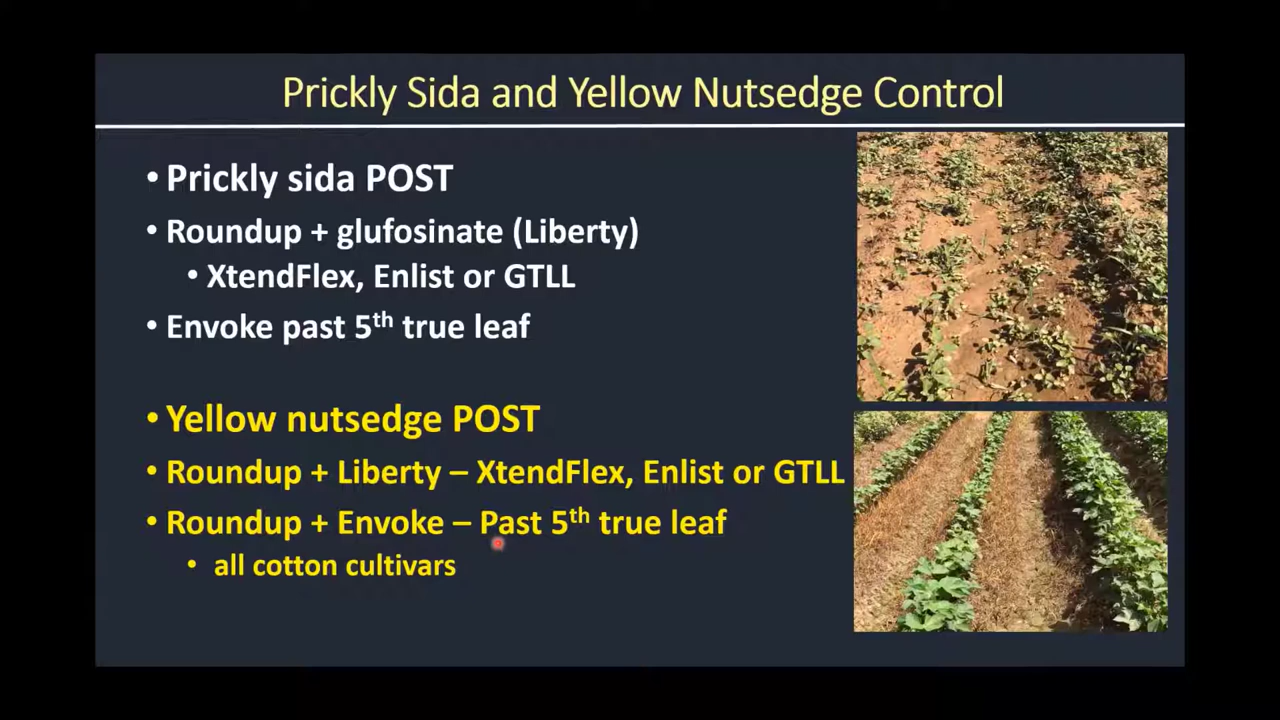 Prickly Sida and Yellow Nutsedge Control
• Prickly sida POST
• Roundup + glufosinate (Liberty)
• XtendFlex, Enlist or GTLL
• Envoke past 5th true leaf
• Yellow nutsedge POST
• Roundup + Liberty – XtendFlex, Enlist or GTLL
• Roundup + Envoke – Past 5th true leaf
• all cotton cultivars